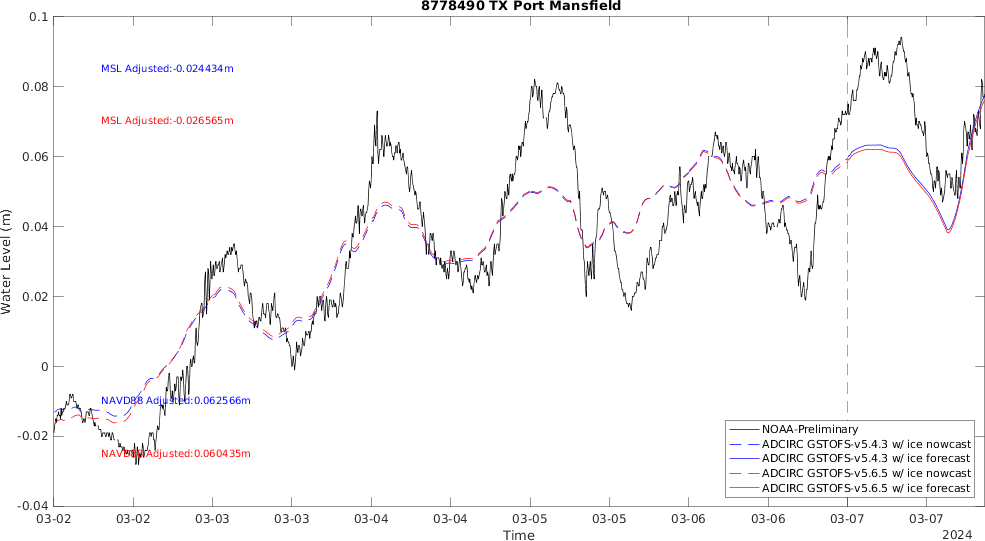 8778490 TX Port Mansfield
0.1
0.08
0.06
0.04
0.02
0
-0.02
-0.04
Water Level (m)
MSL Adjusted:-0.024434m
MSL Adjusted:-0.026565m
NAVD88 Adjusted:0.062566m
NAVD88 Adjusted:0.060435m
NOAA-Preliminary
ADCIRC GSTOFS-v5.4.3 w/ ice nowcast
ADCIRC GSTOFS-v5.4.3 w/ ice forecast
ADCIRC GSTOFS-v5.6.5 w/ ice nowcast
ADCIRC GSTOFS-v5.6.5 w/ ice forecast
03-02 03-02 03-03 03-03 03-04 03-04 03-05 03-05 03-06 03-06 03-07 03-07
Time
2024